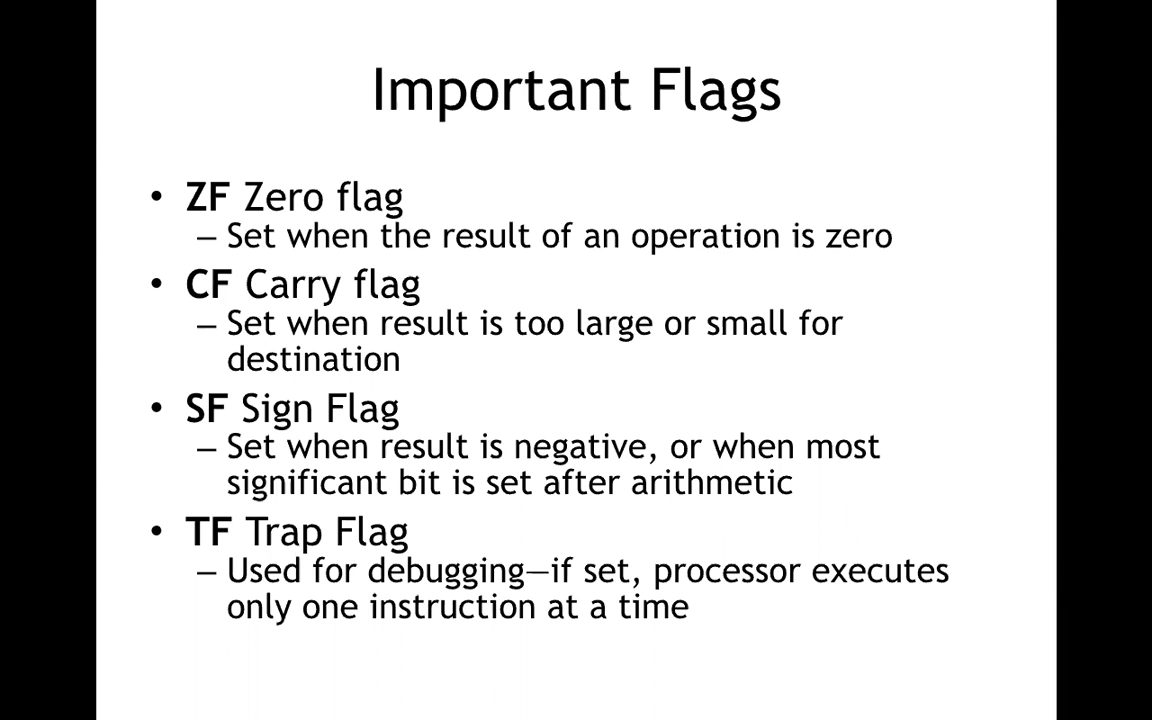 Important Flags
• ZF Zero flag
– Set when the result of an operation is zero
• CF Carry flag
– Set when result is too large or small for
destination
• SF Sign Flag
– Set when result is negative, or when most
significant bit is set after arithmetic
• TF Trap Flag
– Used for debugging—if set, processor executes
only one instruction at a time